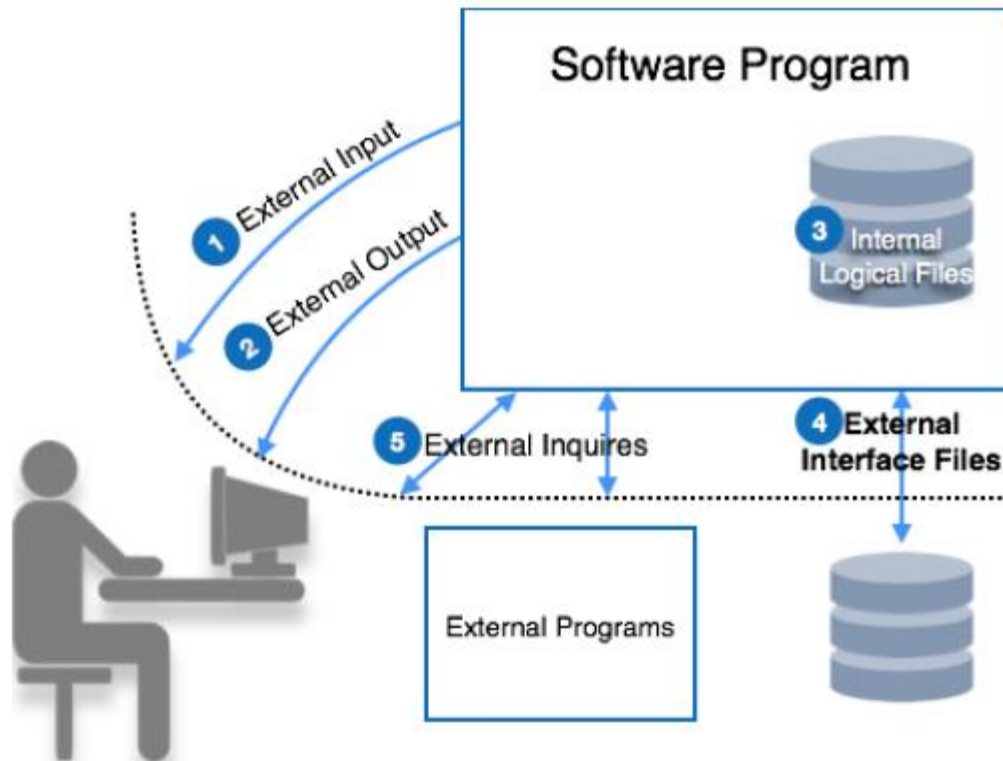 Software Program
1 External Input
2 External Output
3 Internal
Logical Files
5 External Inquires
4 External
Interface Files
External Programs